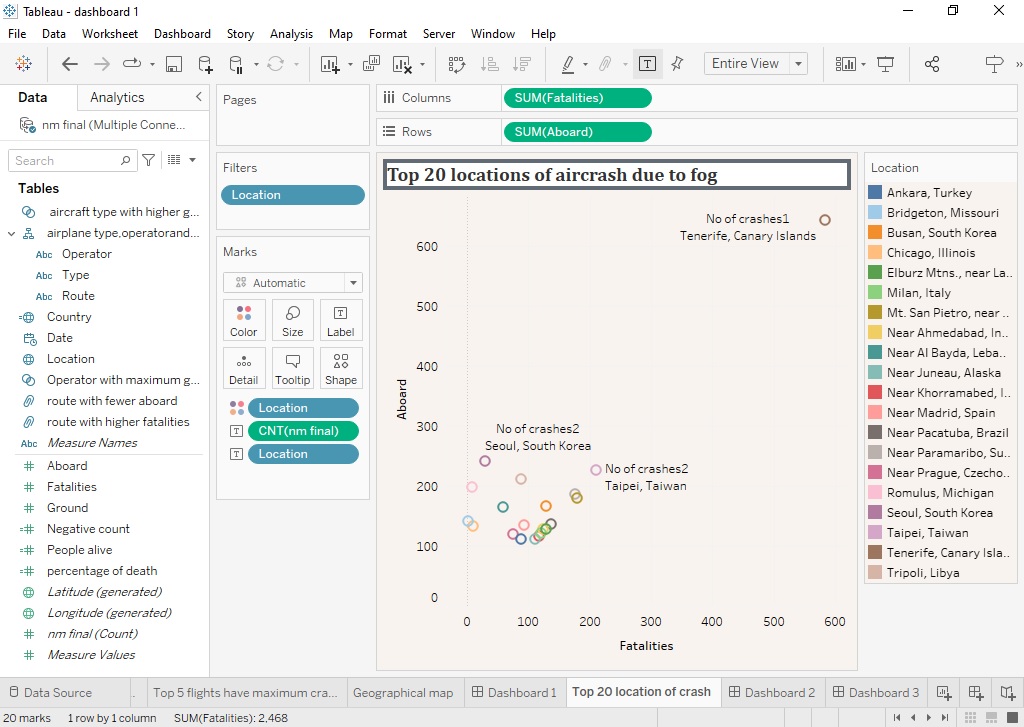 Tableau - dashboard 1
File Data Worksheet Dashboard Story Analysis Map Format Server Window Help
Entire View
Data Analytics
nm final (Multiple Conne...
Search
Tables
aircraft type with higher g...
airplane type,operatorand...
Abc Operator
Abc Type
Abc Route
Country
Date
Location
Operator with maximum g...
route with fewer aboard
route with higher fatalities
Abc Measure Names
Aboard
Fatalities
Ground
Negative count
People alive
percentage of death
Latitude (generated)
Longitude (generated)
nm final (Count)
Measure Values
Pages
Filters
Location
Marks
Automatic
Color Size Label
Detail Tooltip Shape
Location
CNT(nm final)
Location
Columns SUM(Fatalities)
Rows SUM(Aboard)
Top 20 locations of aircrash due to fog
No of crashes1
Tenerife, Canary Islands
No of crashes2
Seoul, South Korea
No of crashes2
Taipei, Taiwan
Aboard
600
500
400
300
200
100
0
0 100 200 300 400 500 600
Fatalities
Location
Ankara, Turkey
Bridgeton, Missouri
Busan, South Korea
Chicago, Illinois
Elburz Mtns., near La..
Milan, Italy
Mt. San Pietro, near ..
Near Ahmedabad, In..
Near Al Bayda, Leba..
Near Juneau, Alaska
Near Khorramabed, I..
Near Madrid, Spain
Near Pacatuba, Brazil
Near Paramaribo, Su..
Near Prague, Czecho..
Romulus, Michigan
Seoul, South Korea
Taipei, Taiwan
Tenerife, Canary Isla..
Tripoli, Libya
Data Source . Top 5 flights have maximum cra... Geographical map Dashboard 1 Top 20 location of crash Dashboard 2 Dashboard 3
20 marks 1 row by 1 column SUM(Fatalities): 2,468